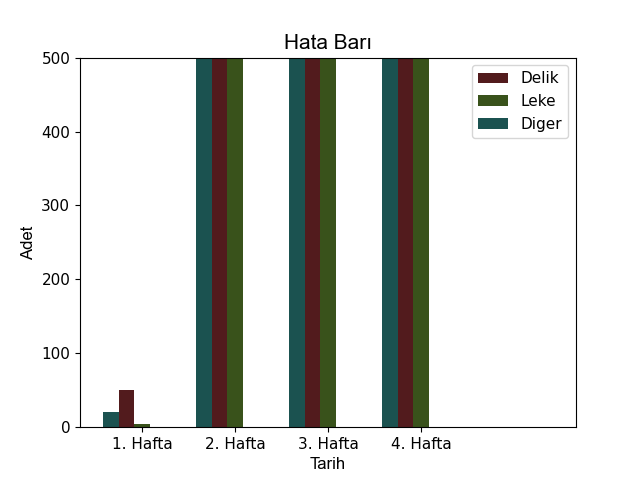 Hata Barı
500
400
300
200
100
0
Adet
Delik
Leke
Diger
1. Hafta
2. Hafta
3. Hafta
4. Hafta
Tarih